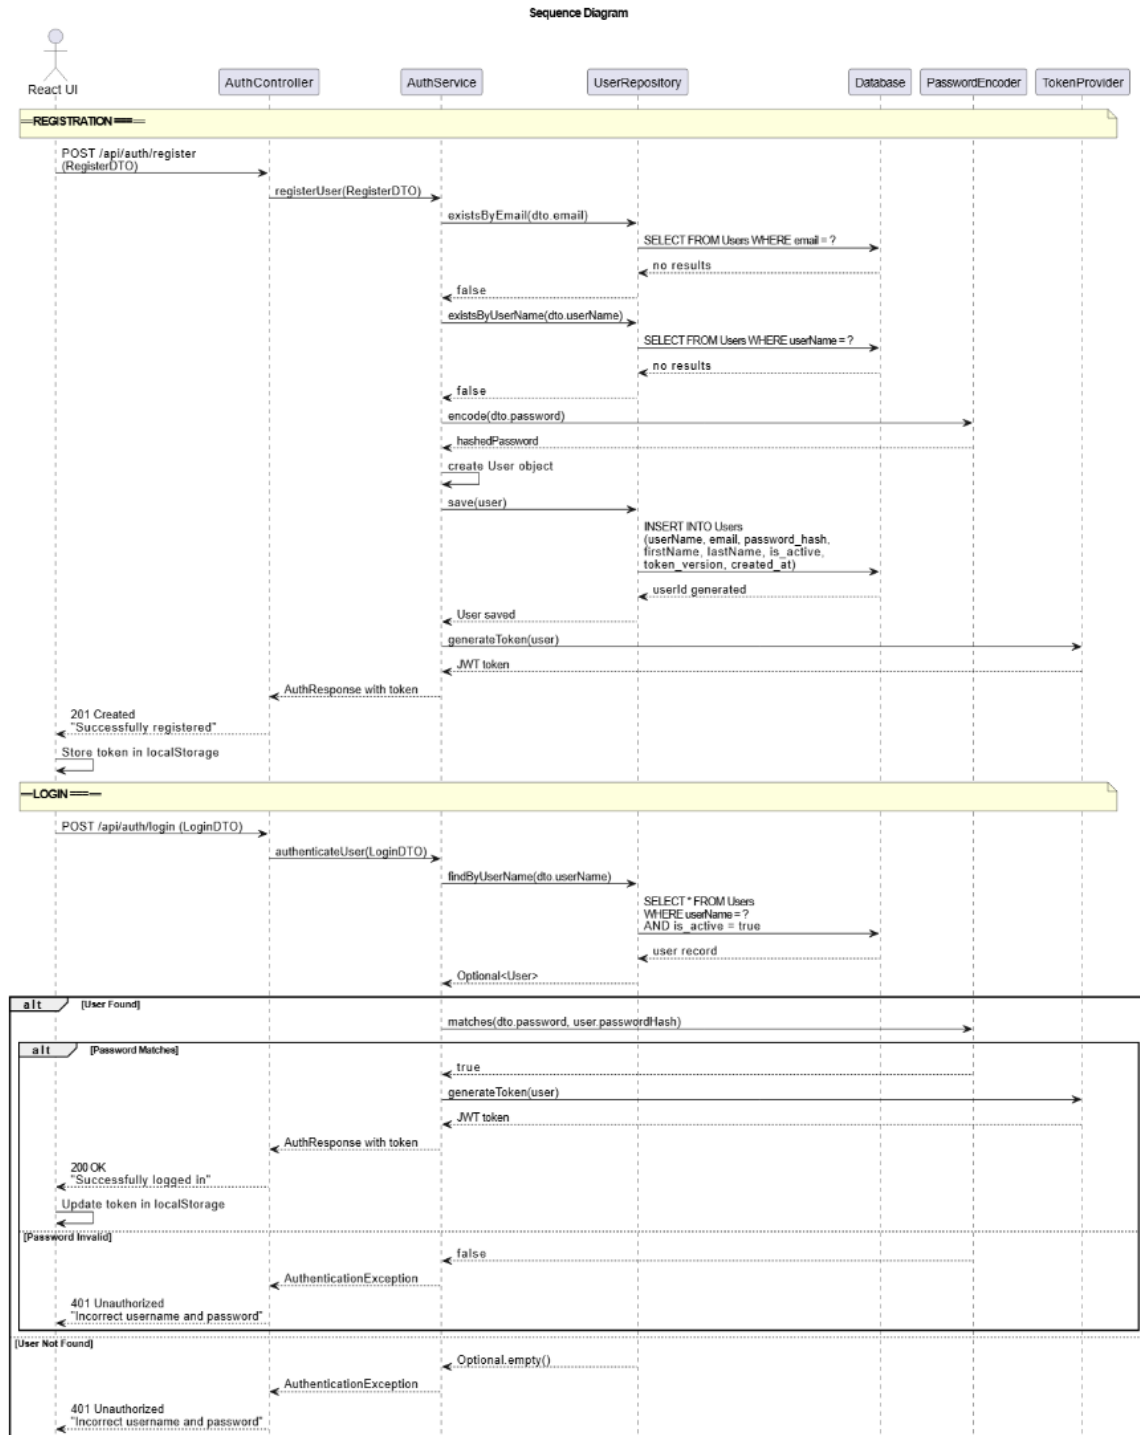 Sequence Diagram
React UI
AuthController
AuthService
UserRepository
Database
PasswordEncoder
TokenProvider
==REGISTRATION ====
POST /api/auth/register
(RegisterDTO)
registerUser(RegisterDTO)
existsByEmail(dto.email)
SELECT FROM Users WHERE email = ?
no results
false
existsByUserName(dto.userName)
SELECT FROM Users WHERE userName = ?
no results
false
encode(dto.password)
hashedPassword
create User object
save(user)
INSERT INTO Users
(userName, email, password_hash,
firstName, lastName, is_active,
token_version, created_at)
userId generated
User saved
generateToken(user)
JWT token
AuthResponse with token
201 Created
"Successfully registered"
Store token in localStorage
==LOGIN ====
POST /api/auth/login (LoginDTO)
authenticateUser(LoginDTO)
findByUserName(dto.userName)
SELECT * FROM Users
WHERE userName = ?
AND is_active = true
user record
Optional<User>
alt [User Found]
matches(dto.password, user.passwordHash)
alt [Password Matches]
true
generateToken(user)
JWT token
AuthResponse with token
200 OK
"Successfully logged in"
Update token in localStorage
[Password Invalid]
false
AuthenticationException
401 Unauthorized
"Incorrect username and password"
[User Not Found]
Optional.empty()
AuthenticationException
401 Unauthorized
"Incorrect username and password"